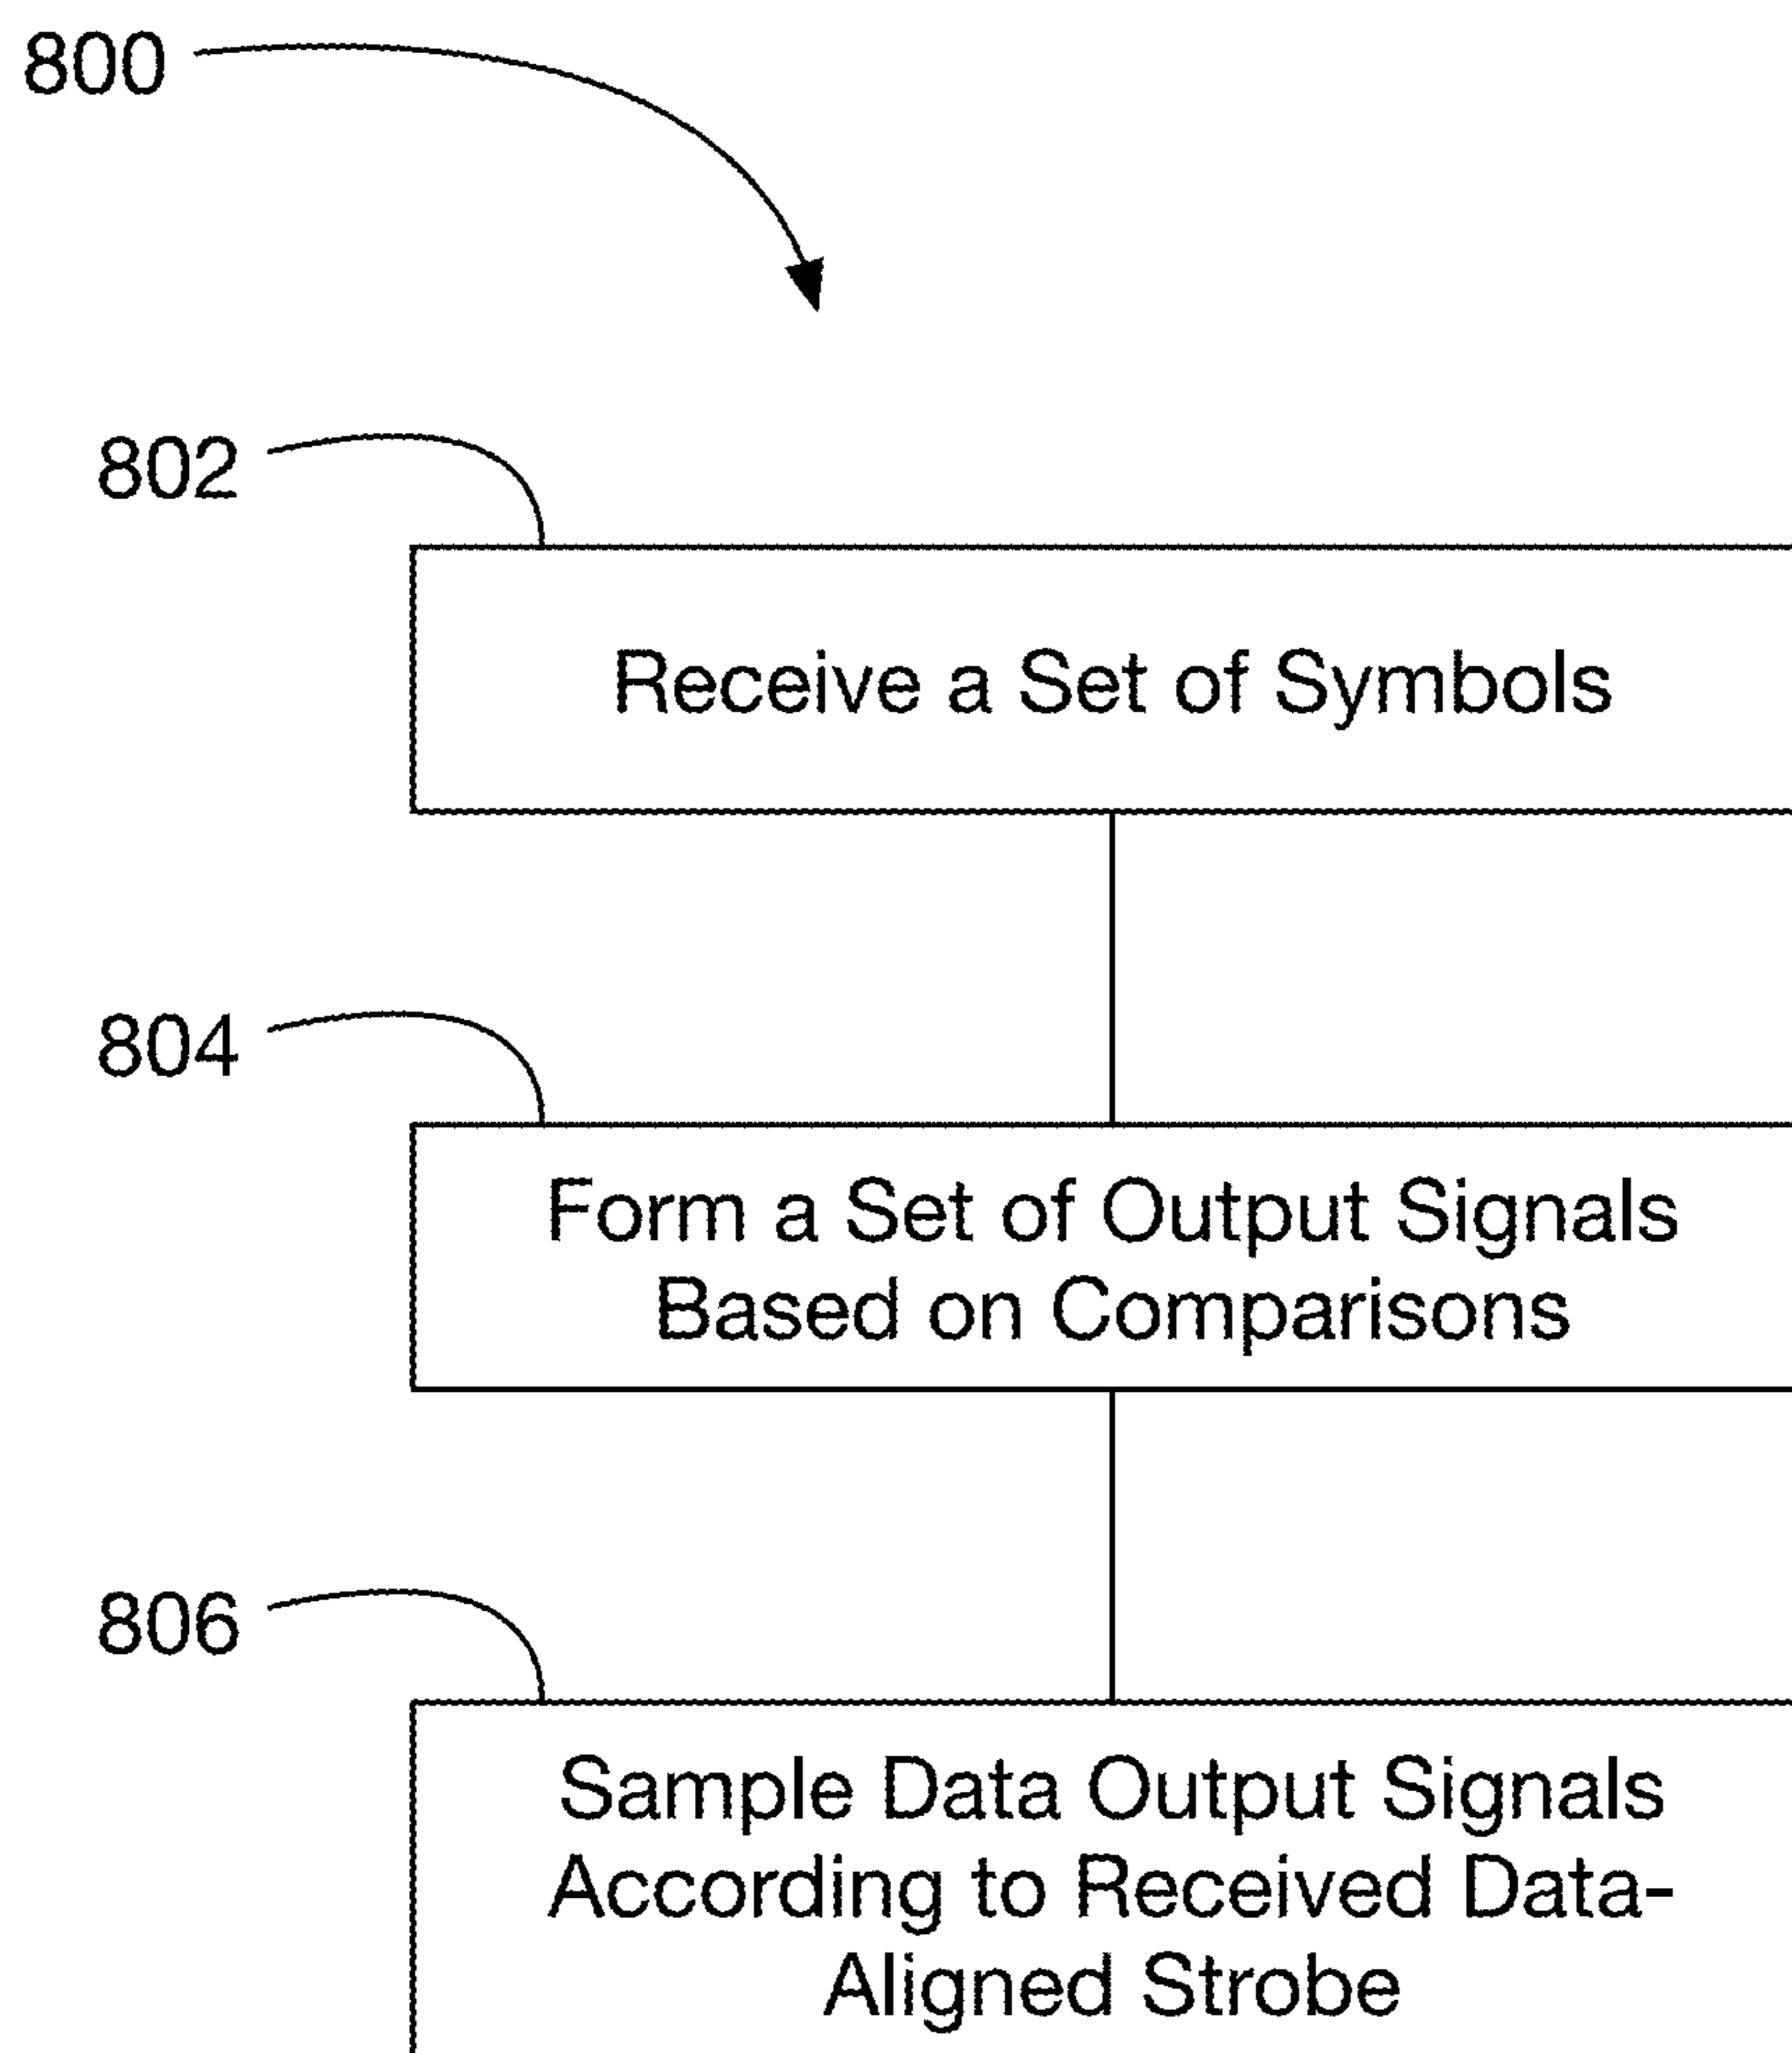 800
802
Receive a Set of Symbols
804
Form a Set of Output Signals
Based on Comparisons
806
Sample Data Output Signals
According to Received Data-
Aligned Strobe